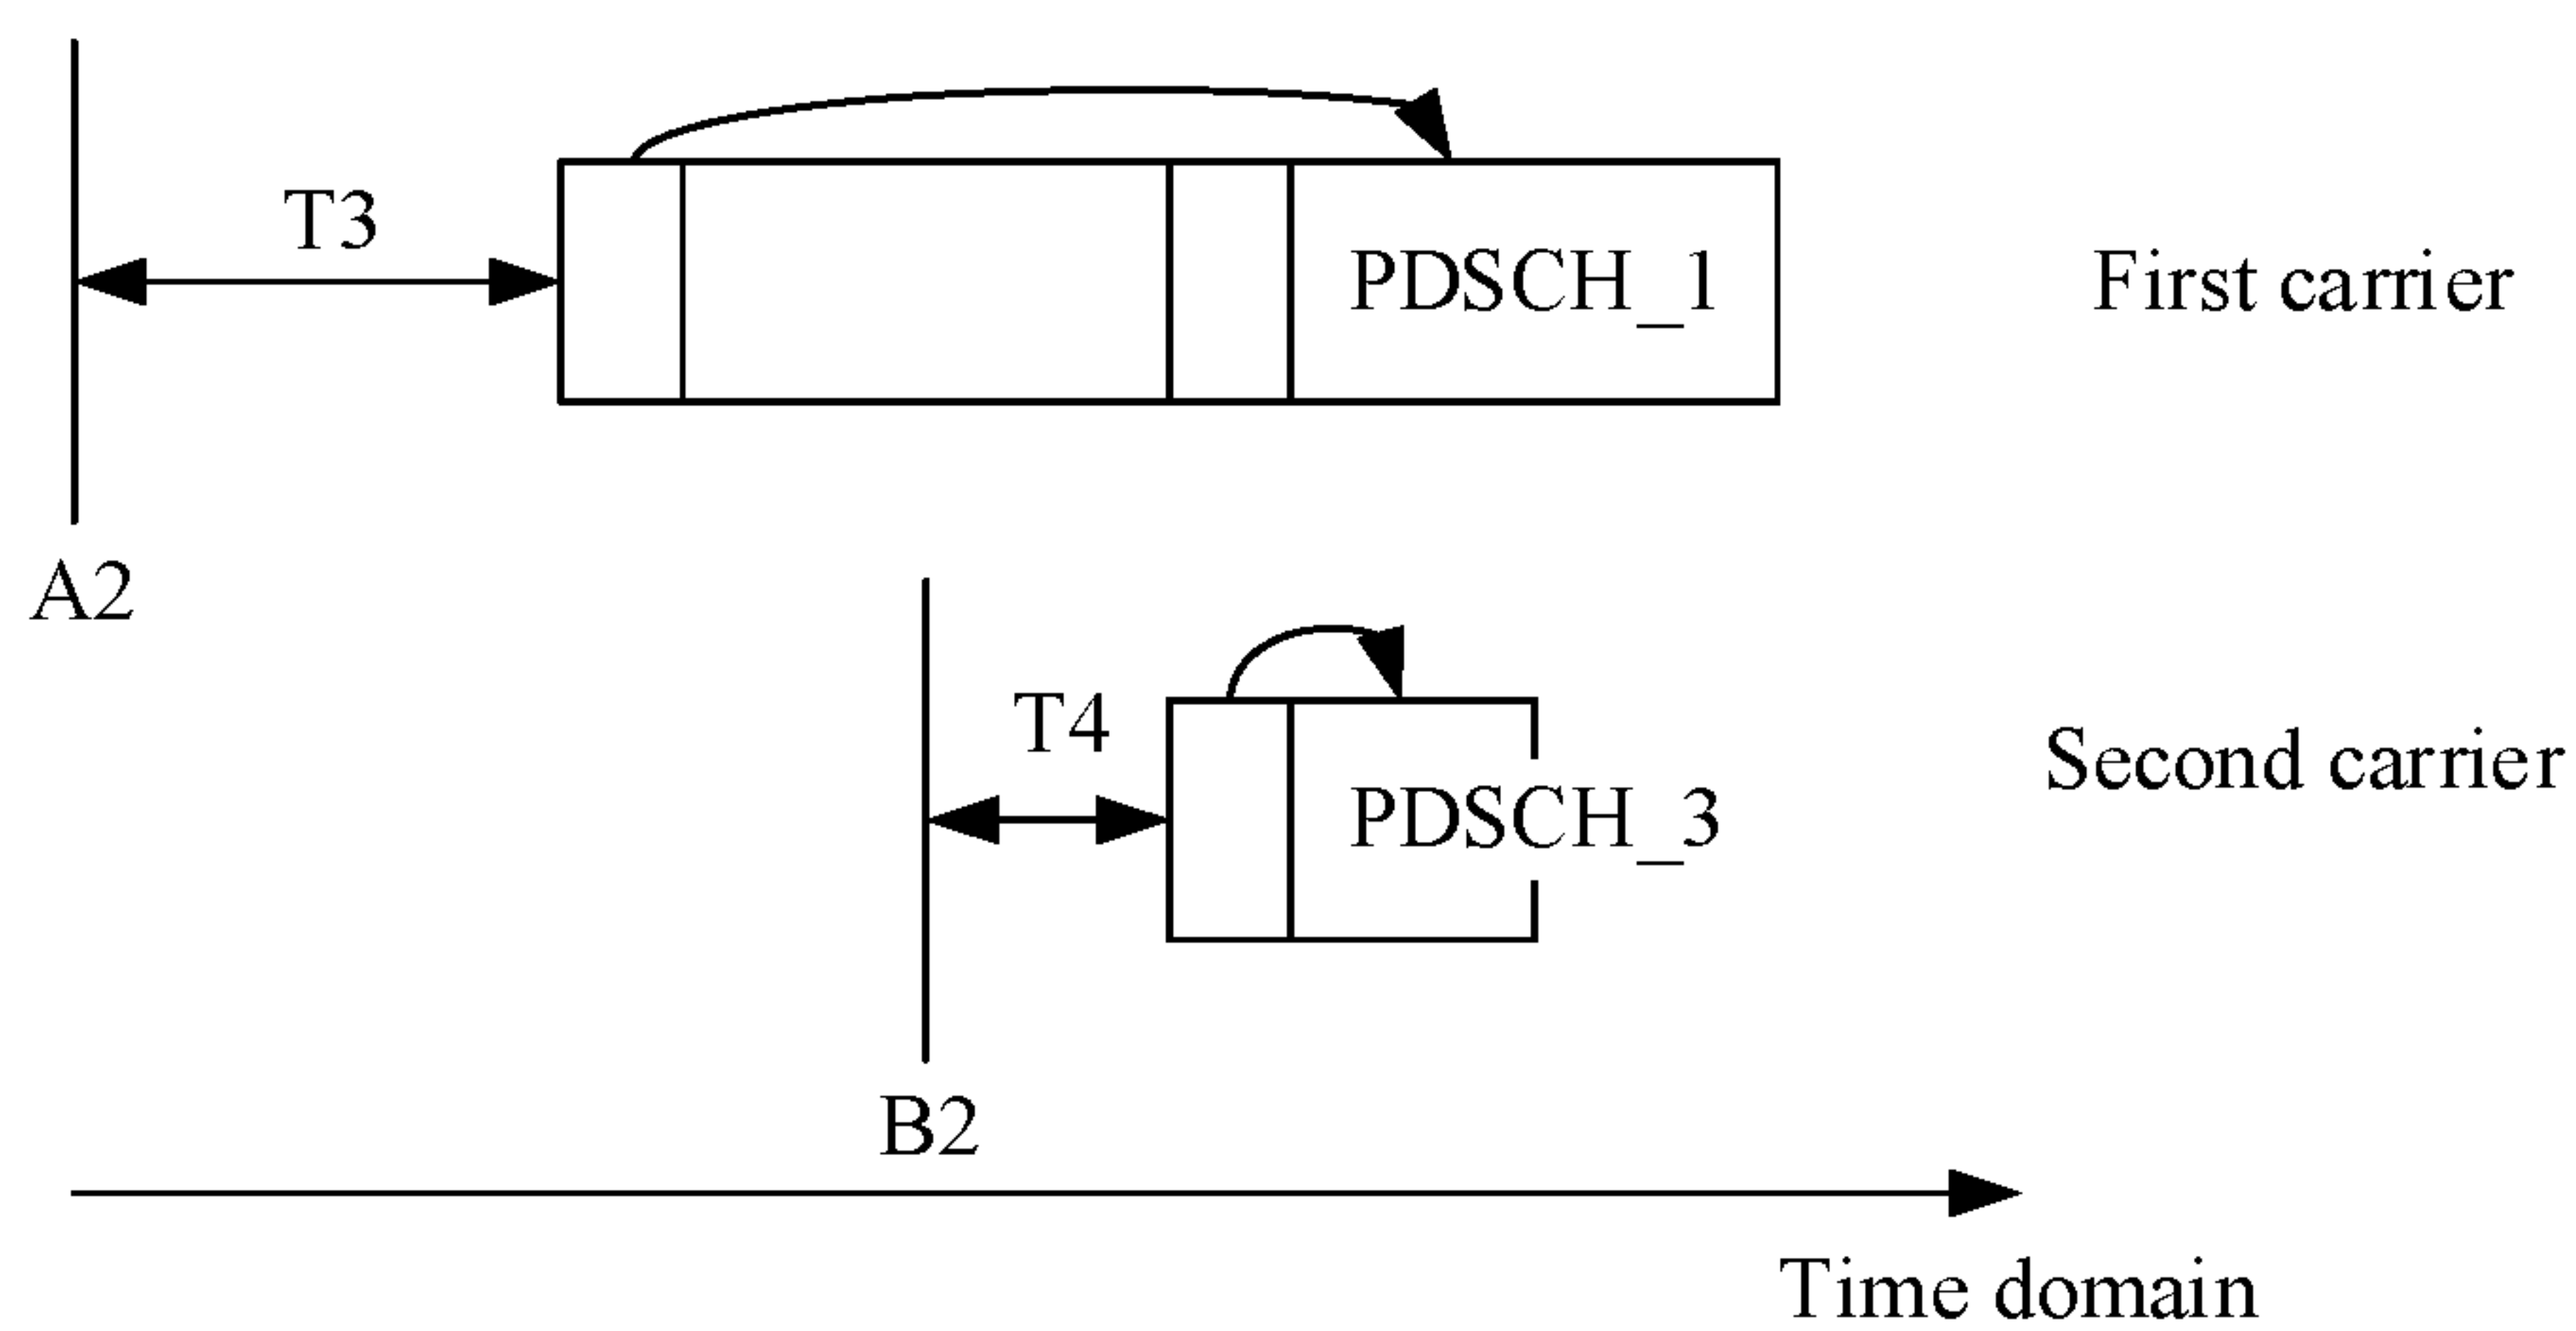 T3
PDSCH_1
First carrier
A2
T4
PDSCH_3
Second carrier
B2
Time domain